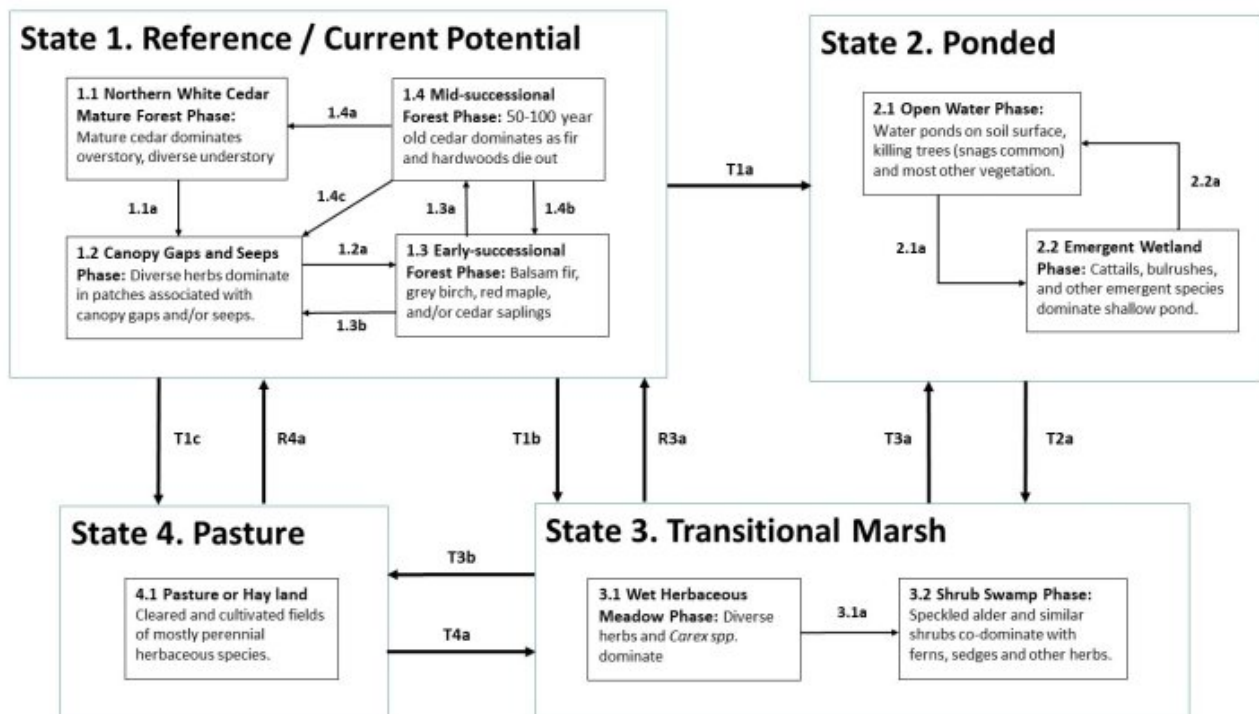 State 1. Reference / Current Potential
1.1 Northern White Cedar
Mature Forest Phase:
Mature cedar dominates
overstory, diverse understory
1.4a
1.4 Mid-successional
Forest Phase: 50-100 year
old cedar dominates as fir
and hardwoods die out
1.1a
1.4c
1.3a
1.4b
1.2 Canopy Gaps and Seeps
Phase: Diverse herbs dominate
in patches associated with
canopy gaps and/or seeps.
1.2a
1.3b
1.3 Early-successional
Forest Phase: Balsam fir,
grey birch, red maple,
and/or cedar saplings
T1a
State 2. Ponded
2.1 Open Water Phase:
Water ponds on soil surface,
killing trees (snags common)
and most other vegetation.
2.2a
2.1a
2.2 Emergent Wetland
Phase: Cattails, bulrushes,
and other emergent species
dominate shallow pond.
T1c
R4a
T1b
R3a
T3a
T2a
State 4. Pasture
4.1 Pasture or Hay land
Cleared and cultivated fields
of mostly perennial
herbaceous species.
T3b
T4a
State 3. Transitional Marsh
3.1 Wet Herbaceous
Meadow Phase: Diverse
herbs and Carex spp.
dominate
3.1a
3.2 Shrub Swamp Phase:
Speckled alder and similar
shrubs co-dominate with
ferns, sedges and other herbs.